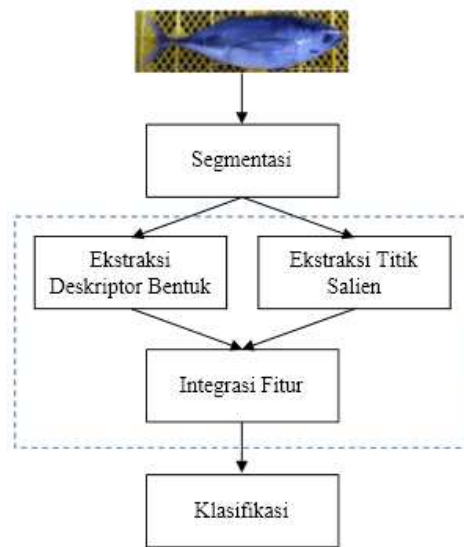 Segmentasi
Ekstraksi
Deskriptor Bentuk
Ekstraksi Titik
Salien
Integrasi Fitur
Klasifikasi